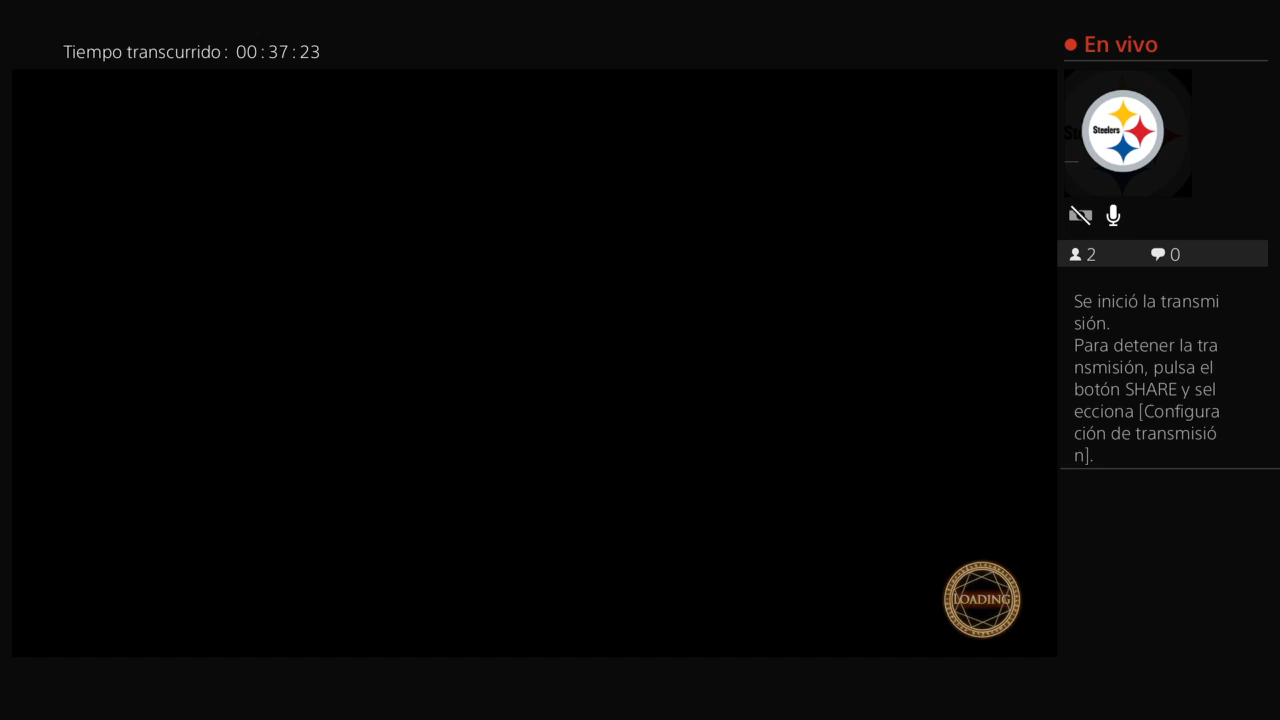 Tiempo transcurrido : 00 : 37 : 23
En vivo
Steelers
2 0
Se inició la transmi
sión.
Para detener la tra
nsmisión, pulsa el
botón SHARE y sel
ecciona [Configura
ción de transmisió
n].
LOADING